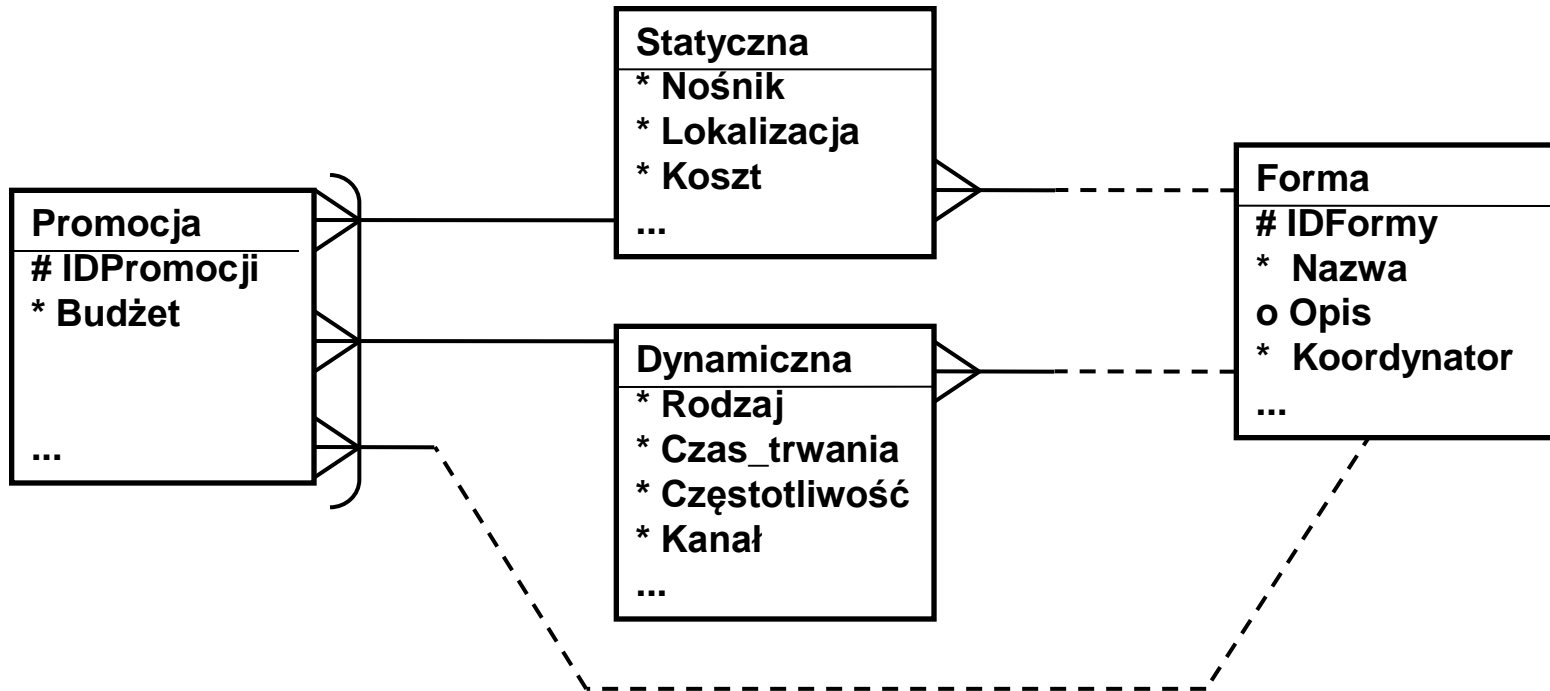 Promocja
# IDPromocji
* Budżet
...
Statyczna
* Nośnik
* Lokalizacja
* Koszt
...
Dynamiczna
* Rodzaj
* Czas_trwania
* Częstotliwość
* Kanał
...
Forma
# IDFormy
* Nazwa
o Opis
* Koordynator
...